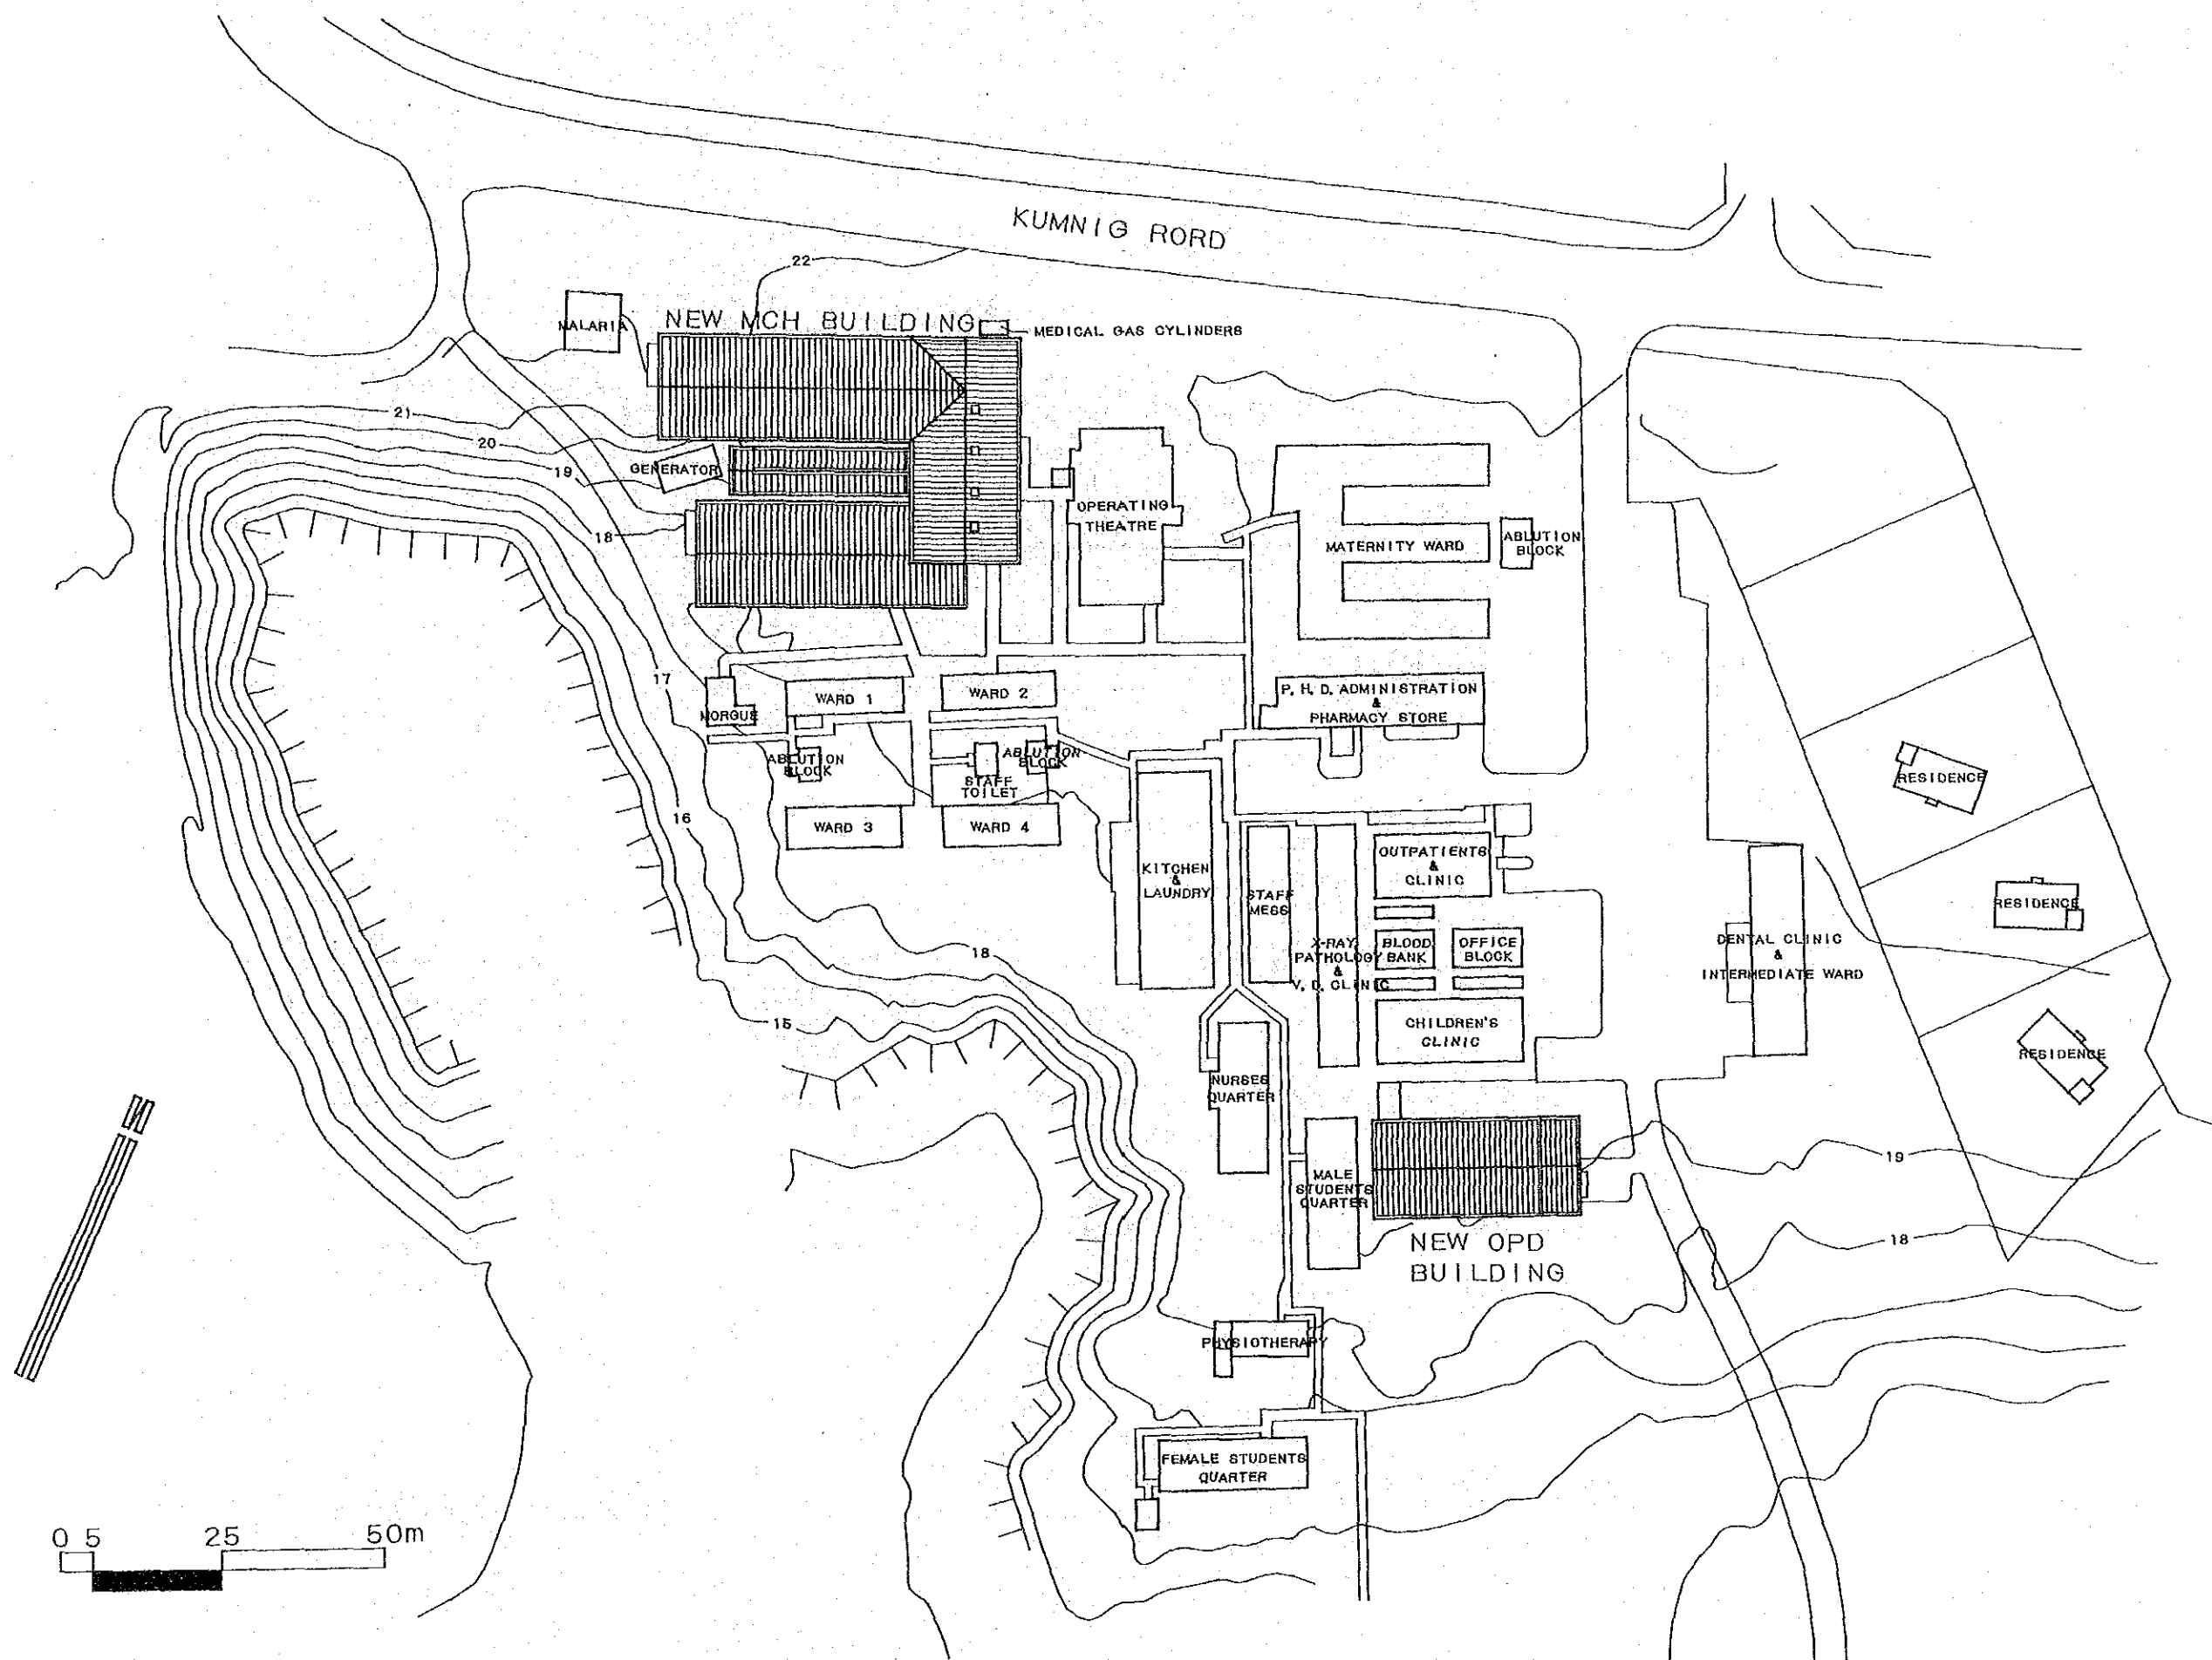 KUMNIG RORD
22
MALARIA
NEW MCH BUILDING
MEDICAL GAS CYLINDERS
21
20
19
GENERATOR
18
OPERATING
THEATRE
MATERNITY WARD
ABLUTION
BLOCK
17
MORGUE
WARD 1
WARD 2
P. H. D. ADMINISTRATION
&
PHARMACY STORE
ABLUTION
BLOCK
ABLUTION
BLOCK
STAFF
TOILET
RESIDENCE
16
WARD 3
WARD 4
KITCHEN
&
LAUNDRY
STAFF
MESS
OUTPATIENTS
&
CLINIC
RESIDENCE
X-RAY
PATHOLOGY
&
V. D. CLINIC
BLOOD
BANK
OFFICE
BLOCK
DENTAL CLINIC
&
INTERMEDIATE WARD
18
15
CHILDREN'S
CLINIC
RESIDENCE
NURSES
QUARTER
N
MALE
STUDENTS
QUARTER
19
NEW OPD
BUILDING
18
PHYSIOTHERAPY
FEMALE STUDENTS
QUARTER
0 5 25 50m